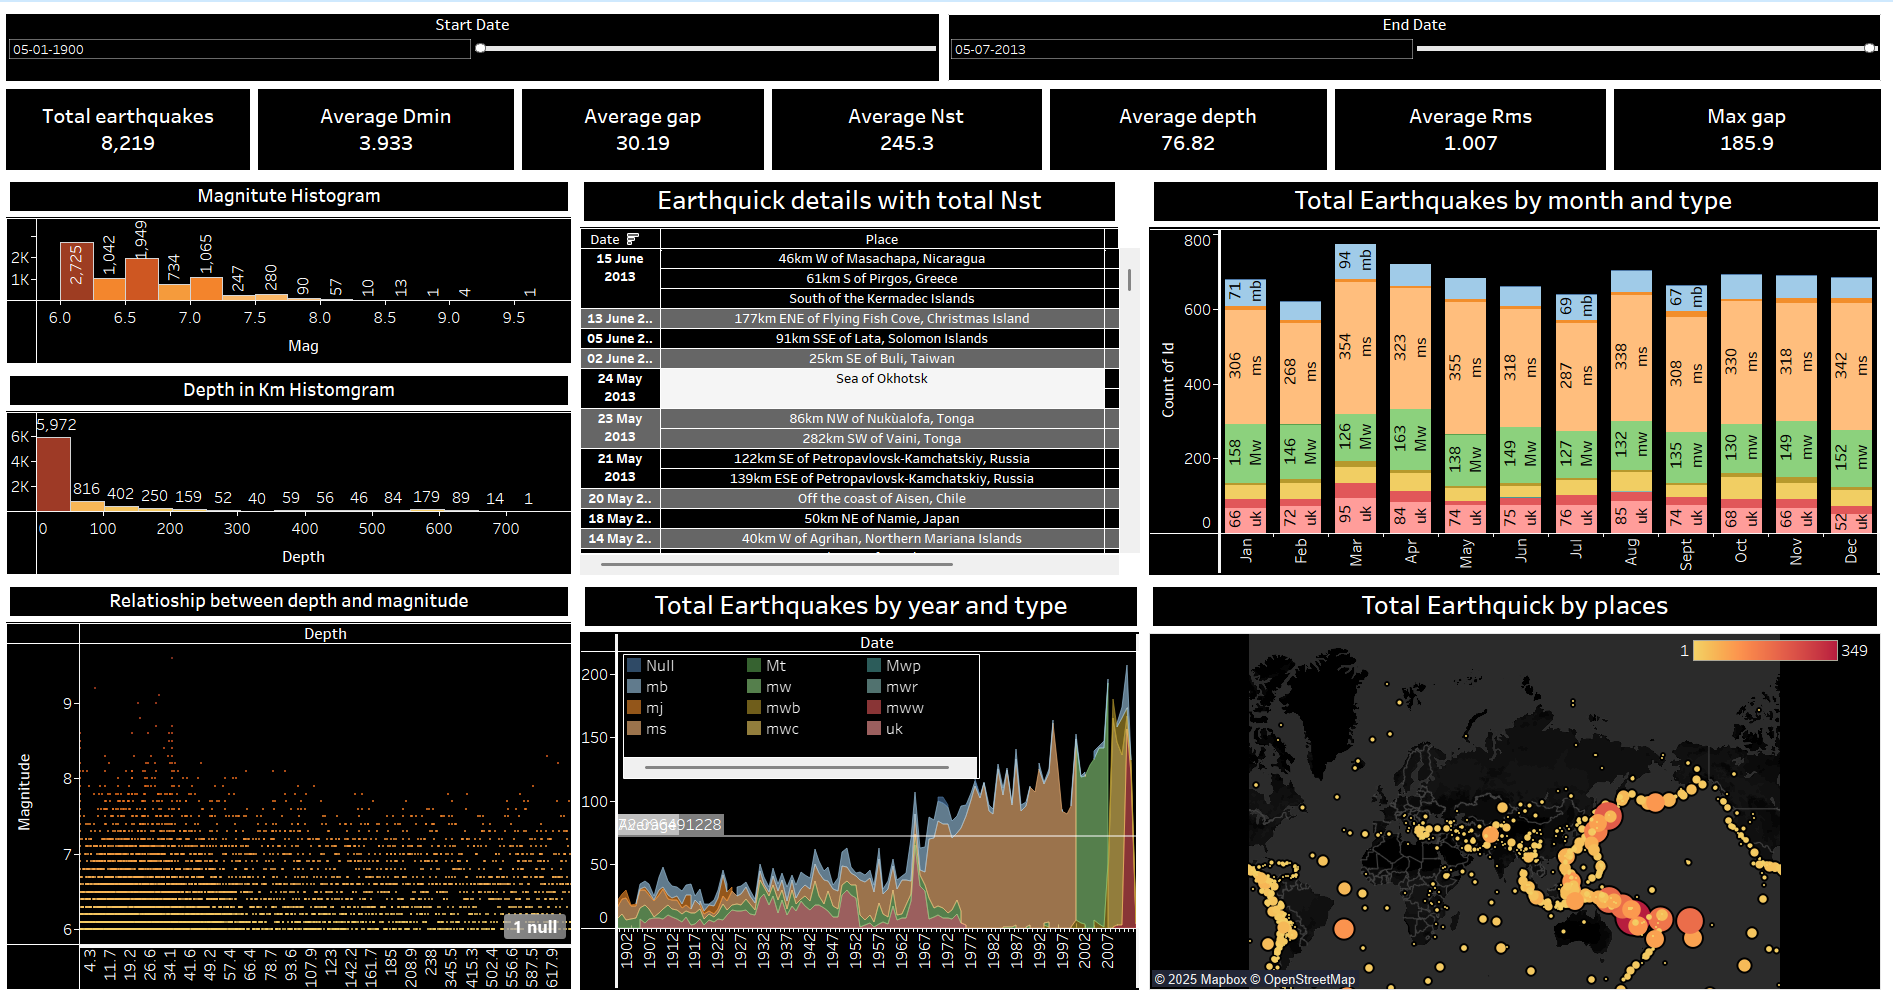 Start Date
05-01-1900
End Date
05-07-2013
Total earthquakes
8,219
Average Dmin
3.933
Average gap
30.19
Average Nst
245.3
Average depth
76.82
Average Rms
1.007
Max gap
185.9
Magnitute Histogram
2K
1K
2,725
1,042
1,949
734
1,065
247
280
90
57
10
13
1
4
1
6.0 6.5 7.0 7.5 8.0 8.5 9.0 9.5
Mag
Depth in Km Histomgram
6K
4K
2K
5,972
816 402 250 159 52 40 59 56 46 84 179 89 14 1
0 100 200 300 400 500 600 700
Depth
Earthquick details with total Nst
Date Place
15 June
2013
46km W of Masachapa, Nicaragua
61km S of Pirgos, Greece
South of the Kermadec Islands
13 June 2.. 177km ENE of Flying Fish Cove, Christmas Island
05 June 2.. 91km SSE of Lata, Solomon Islands
02 June 2.. 25km SE of Buli, Taiwan
24 May
2013
Sea of Okhotsk
23 May
2013
86km NW of Nukùalofa, Tonga
282km SW of Vaini, Tonga
21 May
2013
122km SE of Petropavlovsk-Kamchatskiy, Russia
139km ESE of Petropavlovsk-Kamchatskiy, Russia
20 May 2.. Off the coast of Aisen, Chile
18 May 2.. 50km NE of Namie, Japan
14 May 2.. 40km W of Agrihan, Northern Mariana Islands
Total Earthquakes by month and type
Count of Id
800
600
400
200
0
71 mb
306 ms
158 Mw
66 uk
268 ms
146 Mw
72 uk
94 mb
354 ms
126 Mw
95 uk
323 ms
163 Mw
84 uk
355 ms
138 Mw
74 uk
318 ms
149 Mw
75 uk
69 mb
287 ms
127 Mw
76 uk
338 ms
132 mw
85 uk
67 mb
308 ms
135 Mw
74 uk
330 ms
130 mw
68 uk
318 ms
149 mw
66 uk
342 ms
152 mw
52 uk
Jan Feb Mar Apr May Jun Jul Aug Sept Oct Nov Dec
Relatioship between depth and magnitude
Depth
Magnitude
9
8
7
6
1 null
4.3 11.7 19.2 26.6 34.1 41.6 49.2 57.4 66.4 78.7 93.6 107.9 123 142.2 161.7 185 208.9 238 345.5 415.3 502.4 556.6 587.5 617.9
Total Earthquakes by year and type
Date
200
150
100
50
0
Null Mt Mwp
mb mw mwr
mj mwb mww
ms mwc uk
Average
1902 1907 1912 1917 1922 1927 1932 1937 1942 1947 1952 1957 1962 1967 1972 1977 1982 1987 1992 1997 2002 2007
Total Earthquick by places
1 349
© 2025 Mapbox © OpenStreetMap